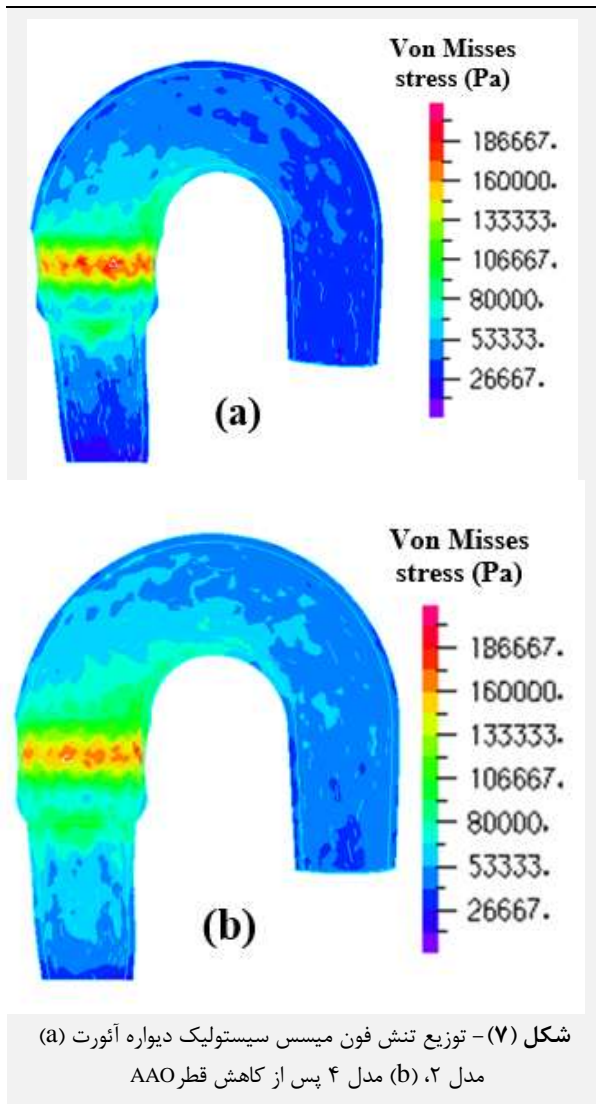 Von Misses
stress (Pa)
186667.
160000.
133333.
106667.
80000.
53333.
26667.
(a)
Von Misses
stress (Pa)
186667.
160000.
133333.
106667.
80000.
53333.
26667.
(b)
شکل (۷)- توزیع تنش فون میسس سیستولیک دیواره آئورت (a)
مدل ۲، (b) مدل ۴ پس از کاهش قطر AAO